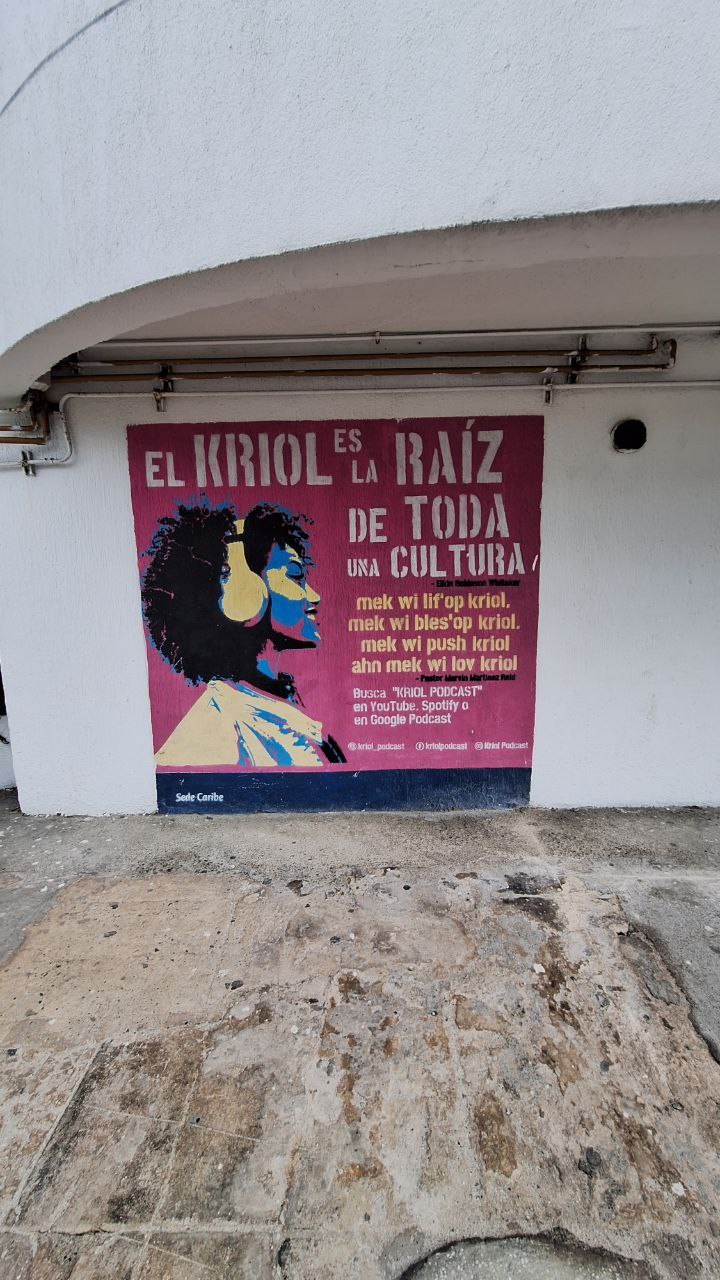 EL KRIOL ES LA RAÍZ
DE TODA
UNA CULTURA
- Elkin Robinson Whitaker
mek wi lif'op kriol,
mek wi bles'op kriol,
mek wi push kriol
ahn mek wi lov kriol
- Pastor Marvin Martinez Reid
Busca "KRIOL PODCAST"
en YouTube, Spotify o
en Google Podcast
kriol_podcast kriolpodcast Kriol Podcast
Sede Caribe